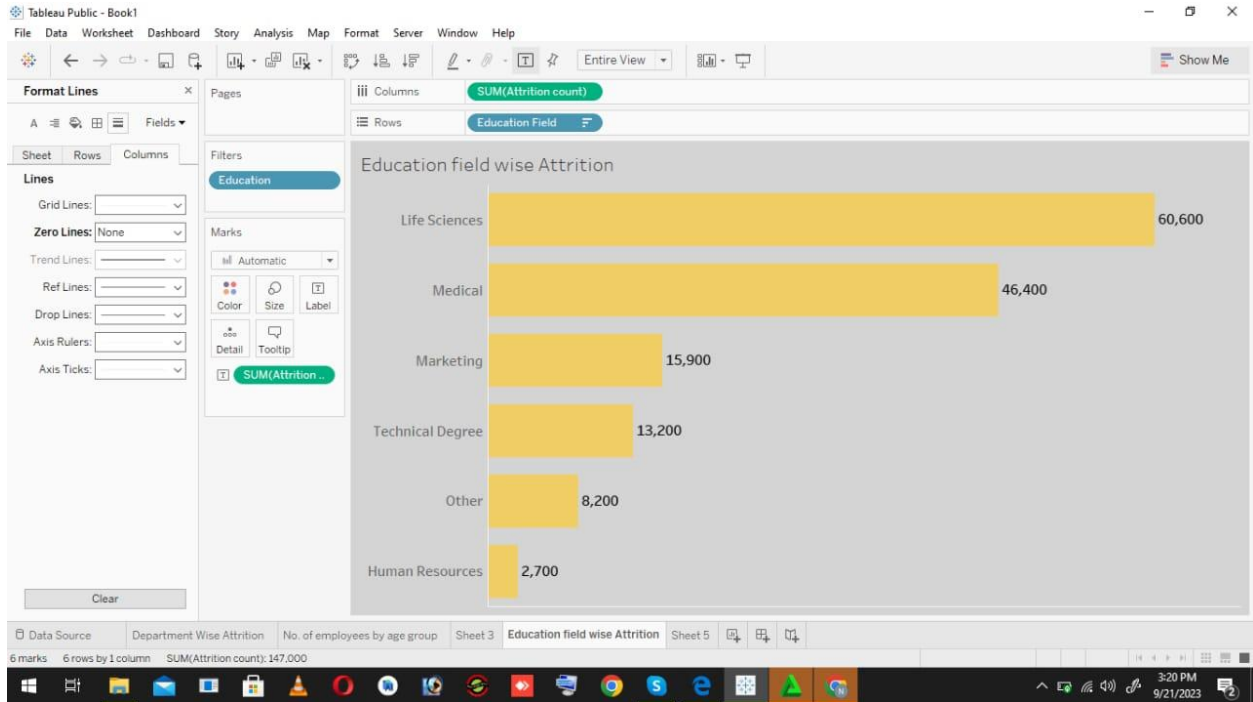 Tableau Public - Book1
File Data Worksheet Dashboard Story Analysis Map Format Server Window Help
Entire View
Show Me
Format Lines
Pages
Columns
SUM(Attrition count)
A
Fields
Rows
Education Field
Sheet Rows Columns
Filters
Education
Education field wise Attrition
Lines
Grid Lines:
Zero Lines: None
Trend Lines:
Ref Lines:
Drop Lines:
Axis Rulers:
Axis Ticks:
Clear
Marks
Automatic
Color Size Label
Detail Tooltip
SUM(Attrition ..
Life Sciences 60,600
Medical 46,400
Marketing 15,900
Technical Degree 13,200
Other 8,200
Human Resources 2,700
Data Source Department Wise Attrition No. of employees by age group Sheet 3 Education field wise Attrition Sheet 5
6 marks 6 rows by 1 column SUM(Attrition count): 147,000
3:20 PM
9/21/2023
2